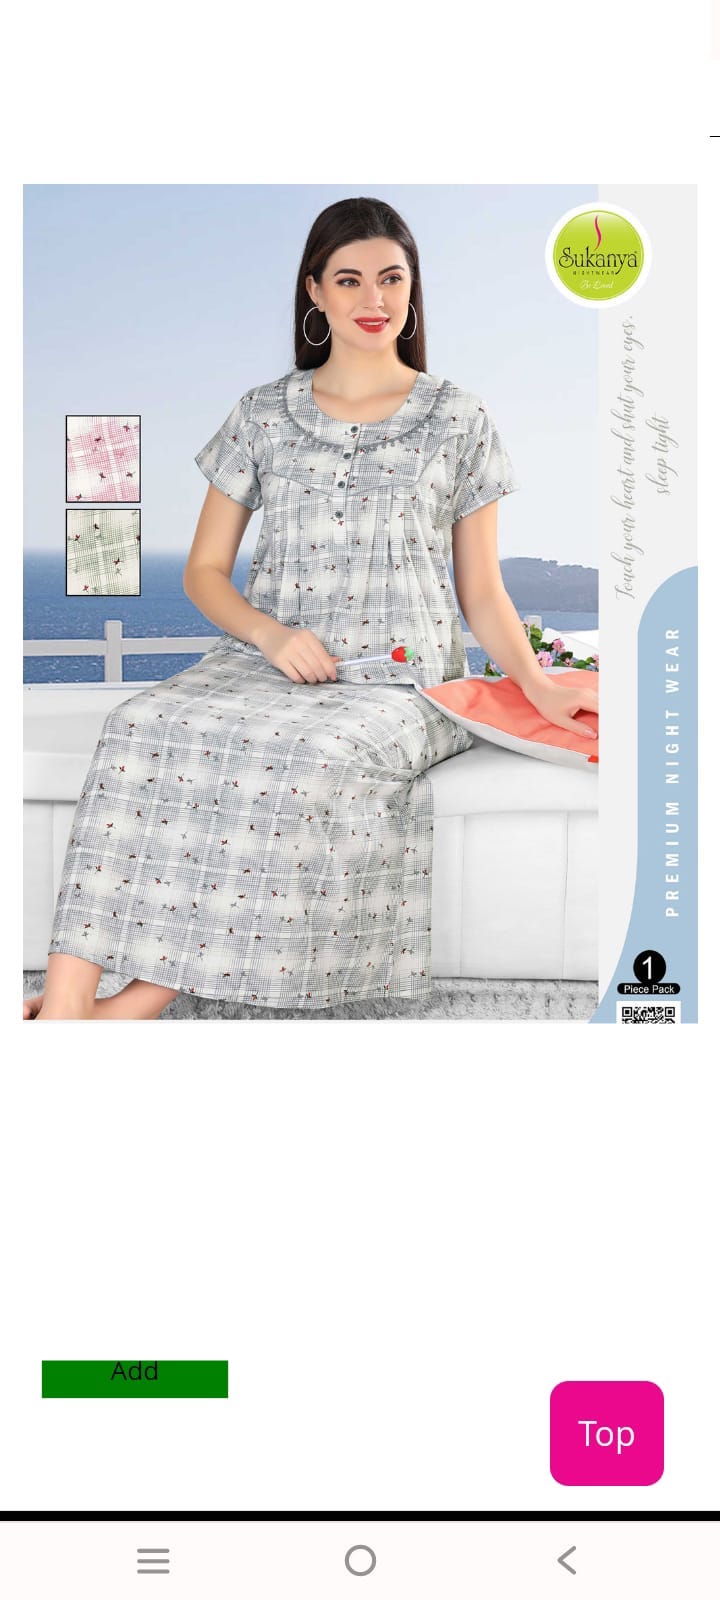 Sukanya
NIGHTWEAR
Be Loved
Touch your heart and shut your eyes.
sleep tight
PREMIUM NIGHT WEAR
1
Piece Pack
Add
Top